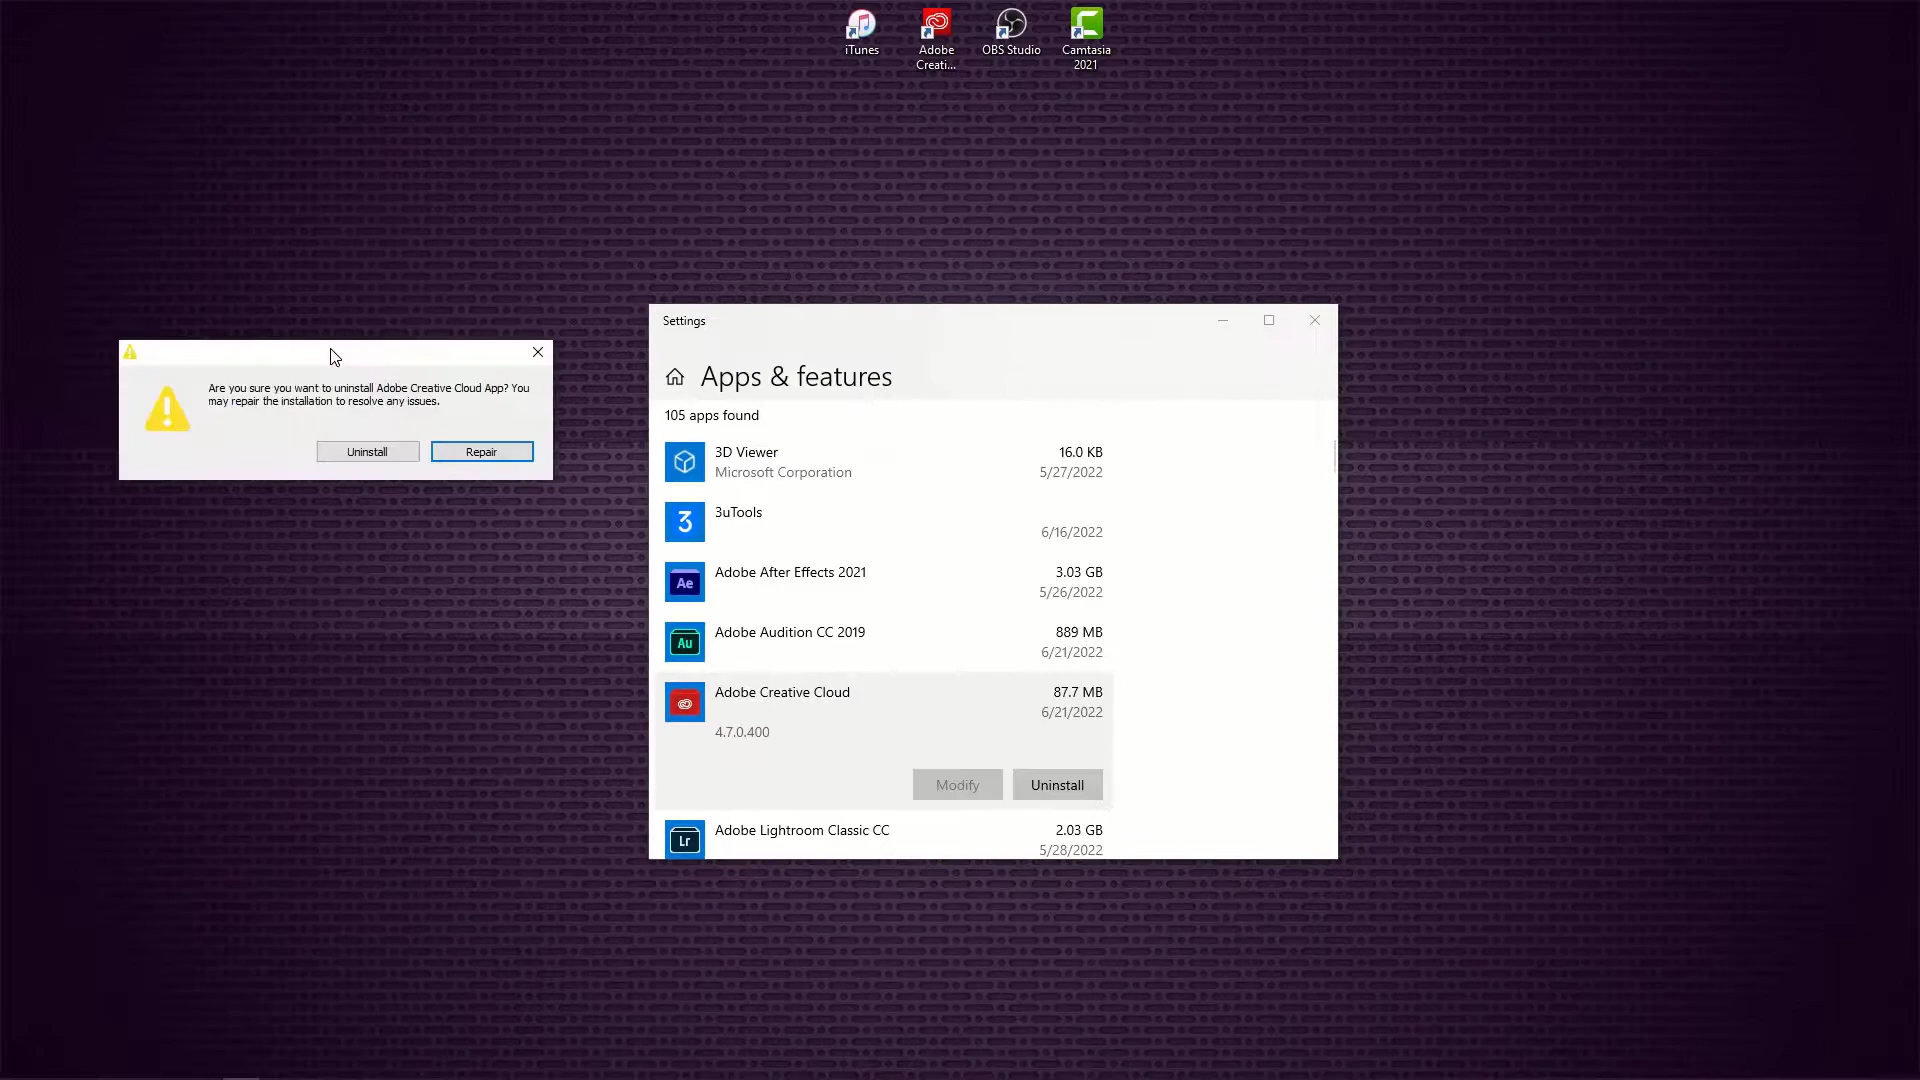 iTunes
Adobe
Creati...
OBS Studio
Camtasia
2021
Are you sure you want to uninstall Adobe Creative Cloud App? You
may repair the installation to resolve any issues.
Uninstall
Repair
Settings
Apps & features
105 apps found
3D Viewer
16.0 KB
Microsoft Corporation
5/27/2022
3
3uTools
6/16/2022
Ae
Adobe After Effects 2021
3.03 GB
5/26/2022
Au
Adobe Audition CC 2019
889 MB
6/21/2022
Adobe Creative Cloud
87.7 MB
6/21/2022
4.7.0.400
Modify
Uninstall
Lr
Adobe Lightroom Classic CC
2.03 GB
5/28/2022